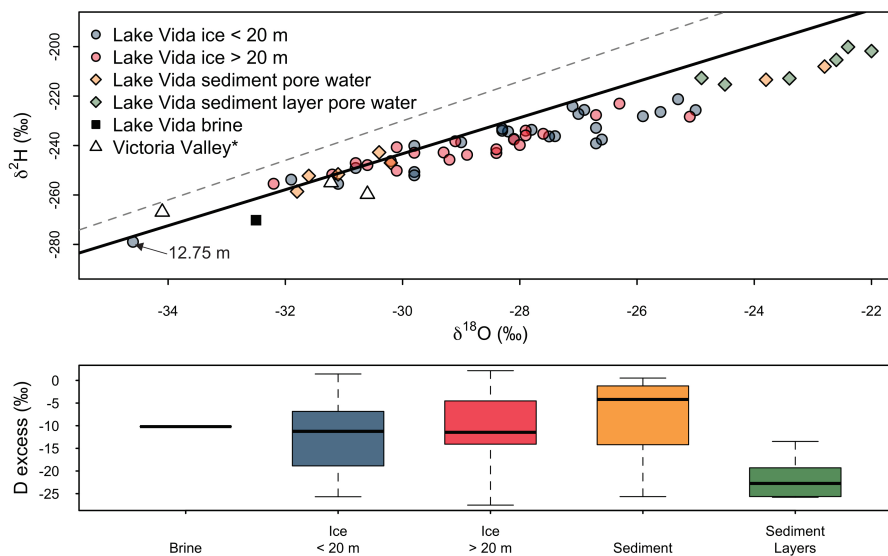 Lake Vida ice < 20 m
Lake Vida ice > 20 m
Lake Vida sediment pore water
Lake Vida sediment layer pore water
Lake Vida brine
Victoria Valley*
12.75 m
δ²H (‰)
-200
-220
-240
-260
-280
-34
-32
-30
-28
-26
-24
-22
δ¹⁸O (‰)
D excess (‰)
0
-5
-10
-15
-20
-25
Brine
Ice
< 20 m
Ice
> 20 m
Sediment
Sediment
Layers